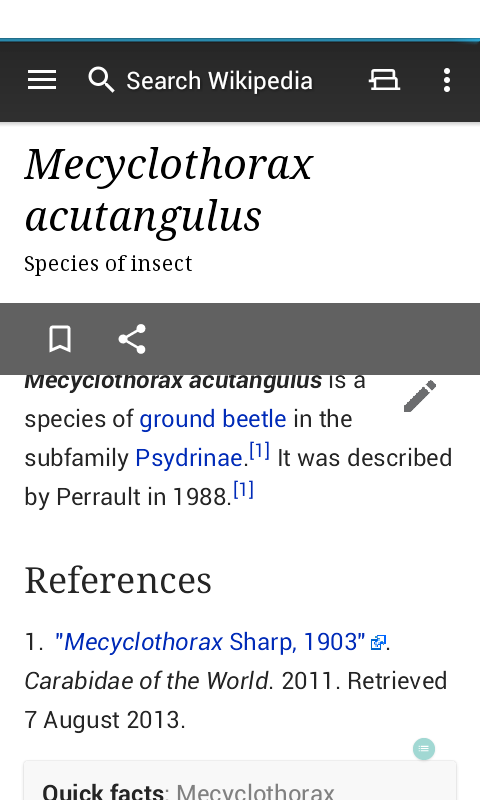 Search Wikipedia
Mecyclothorax
acutangulus
Species of insect
Mecyclothorax acutangulus is a
species of ground beetle in the
subfamily Psydrinae.[1] It was described
by Perrault in 1988.[1]
References
1. "Mecyclothorax Sharp, 1903".
Carabidae of the World. 2011. Retrieved
7 August 2013.
Quick facts: Mecyclothorax